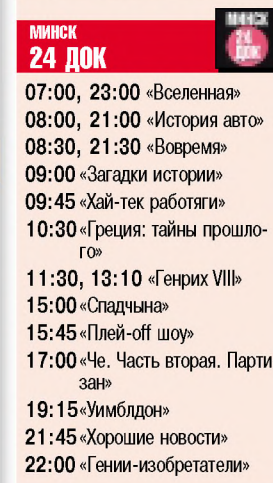 МИНСК
24 ДОК
МИНСК
24
ДОК
07:00, 23:00 «Вселенная»
08:00, 21:00 «История авто»
08:30, 21:30 «Вовремя»
09:00 «Загадки истории»
09:45 «Хай-тек работяги»
10:30 «Греция: тайны прошло-
го»
11:30, 13:10 «Генрих VIII»
15:00 «Спадчына»
15:45 «Плей-off шоу»
17:00 «Че. Часть вторая. Парти
зан»
19:15 «Уимблдон»
21:45 «Хорошие новости»
22:00 «Гении-изобретатели»